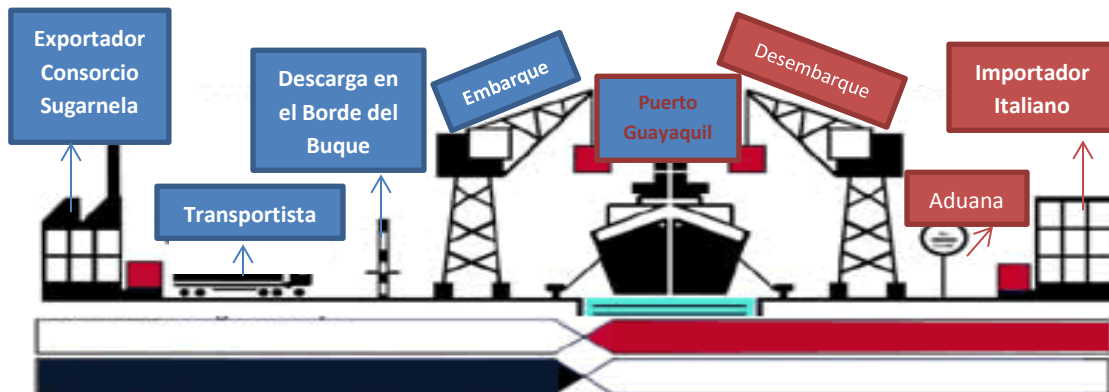 Exportador
Consorcio
Sugarnela
Descarga en
el Borde del
Buque
Embarque
Puerto
Guayaquil
Desembarque
Importador
Italiano
Transportista
Aduana